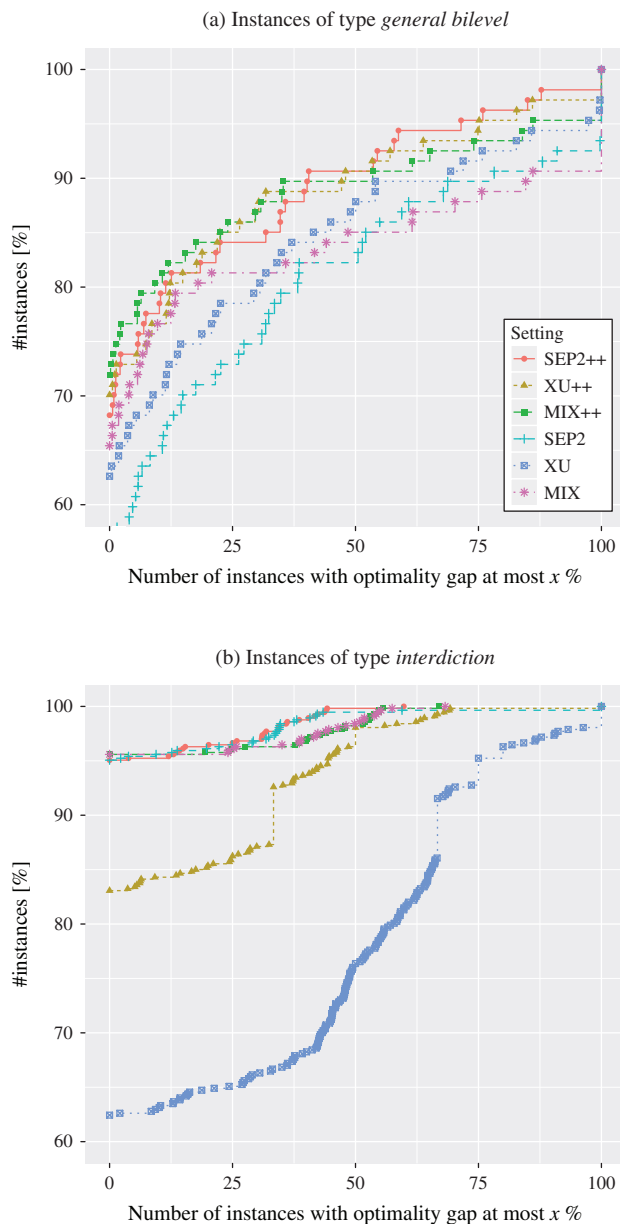 (a) Instances of type general bilevel
100
90
80
70
60
#instances [%]
Setting
SEP2++
XU++
MIX++
SEP2
XU
MIX
0 25 50 75 100
Number of instances with optimality gap at most x %
(b) Instances of type interdiction
100
90
80
70
60
#instances [%]
0 25 50 75 100
Number of instances with optimality gap at most x %